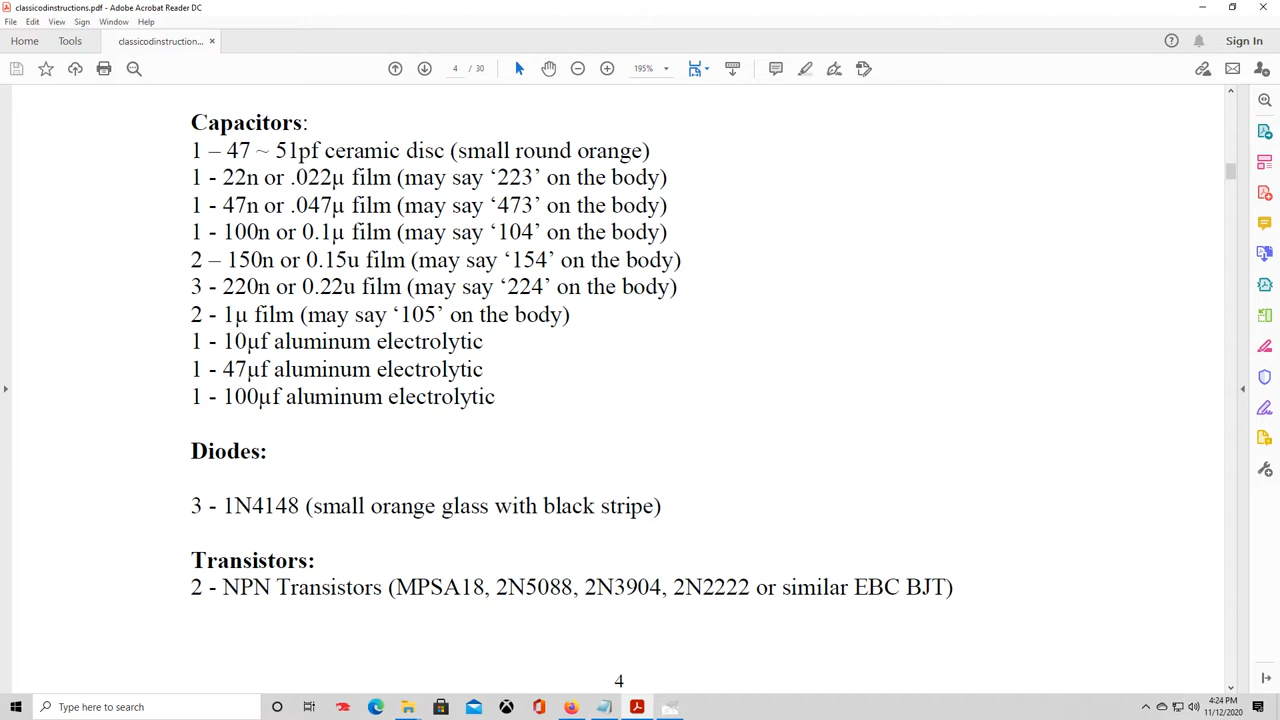 classicodinstructions.pdf - Adobe Acrobat Reader DC
File Edit View Sign Window Help
Home Tools classicodinstruction... × Sign In
4 / 30 195%
Capacitors:
1 – 47 ~ 51pf ceramic disc (small round orange)
1 - 22n or .022µ film (may say ‘223’ on the body)
1 - 47n or .047µ film (may say ‘473’ on the body)
1 - 100n or 0.1µ film (may say ‘104’ on the body)
2 – 150n or 0.15u film (may say ‘154’ on the body)
3 - 220n or 0.22u film (may say ‘224’ on the body)
2 - 1µ film (may say ‘105’ on the body)
1 - 10µf aluminum electrolytic
1 - 47µf aluminum electrolytic
1 - 100µf aluminum electrolytic
Diodes:
3 - 1N4148 (small orange glass with black stripe)
Transistors:
2 - NPN Transistors (MPSA18, 2N5088, 2N3904, 2N2222 or similar EBC BJT)
4
Type here to search
4:24 PM
11/12/2020